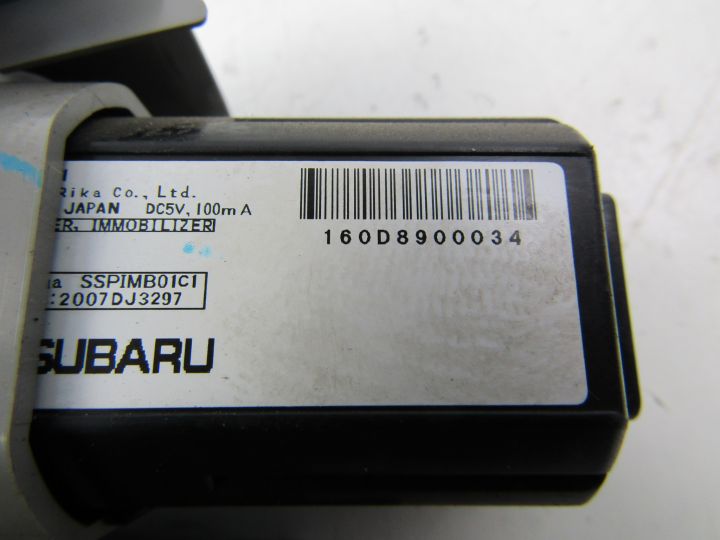 Rika Co., Ltd.
JAPAN DC5V, 100mA
ER, IMMOBILIZER
160D8900034
SSPIMB01C1
:2007DJ3297
SUBARU